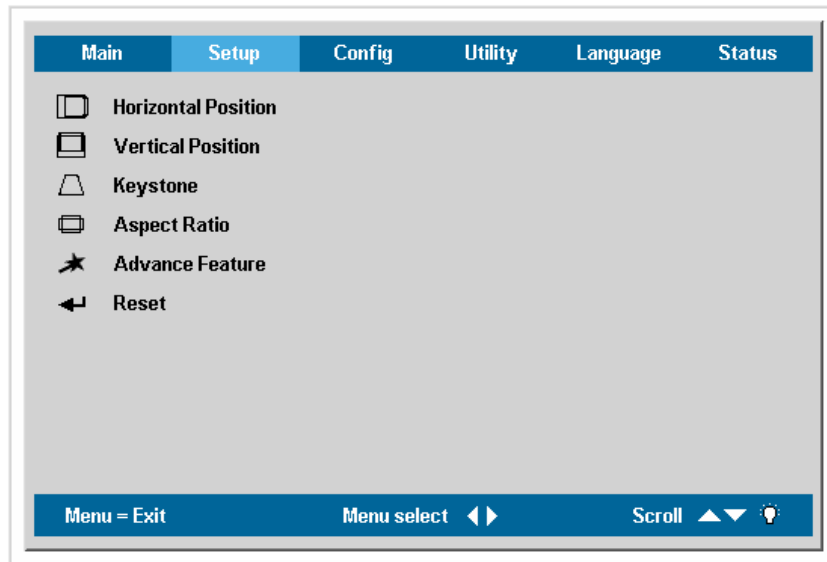 Main Setup Config Utility Language Status
Horizontal Position
Vertical Position
Keystone
Aspect Ratio
Advance Feature
Reset
Menu = Exit Menu select Scroll